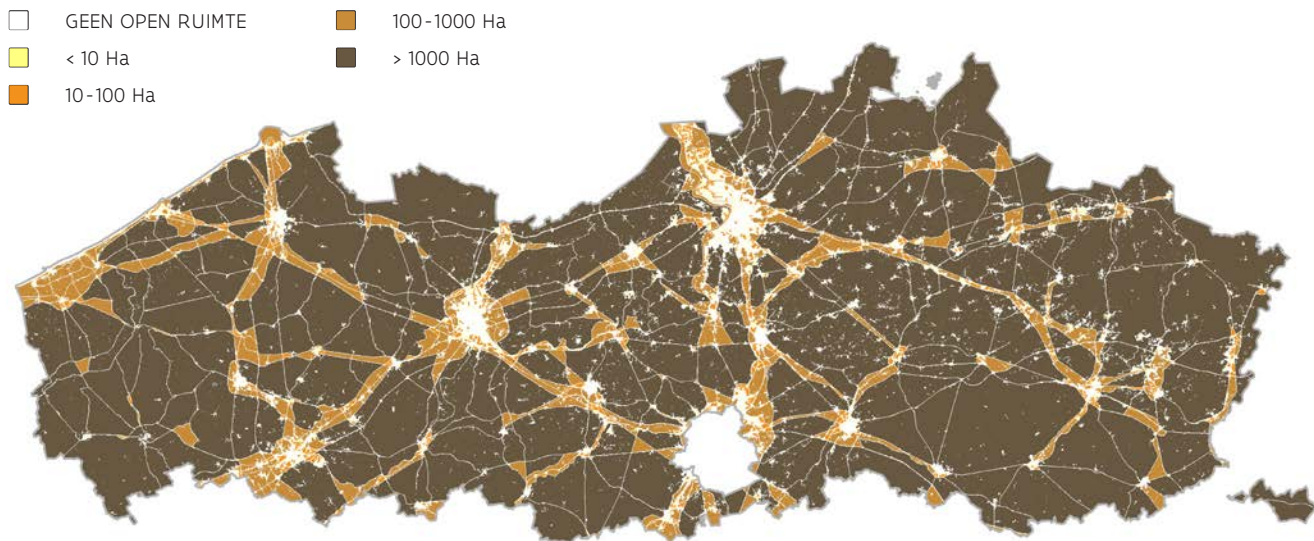 GEEN OPEN RUIMTE
< 10 Ha
10-100 Ha
100-1000 Ha
> 1000 Ha